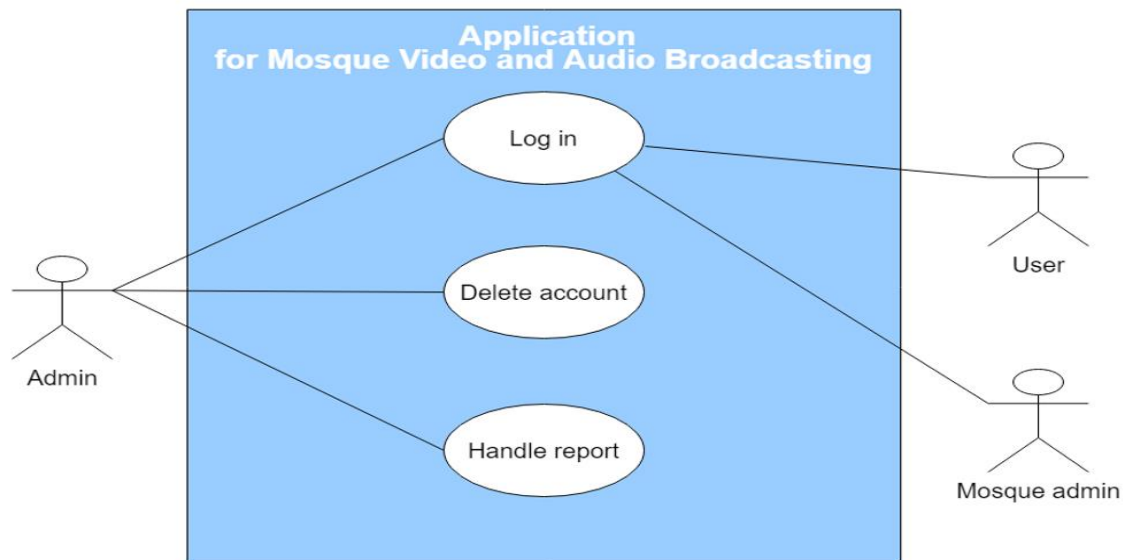 Application
for Mosque Video and Audio Broadcasting
Log in
User
Delete account
Admin
Handle report
Mosque admin